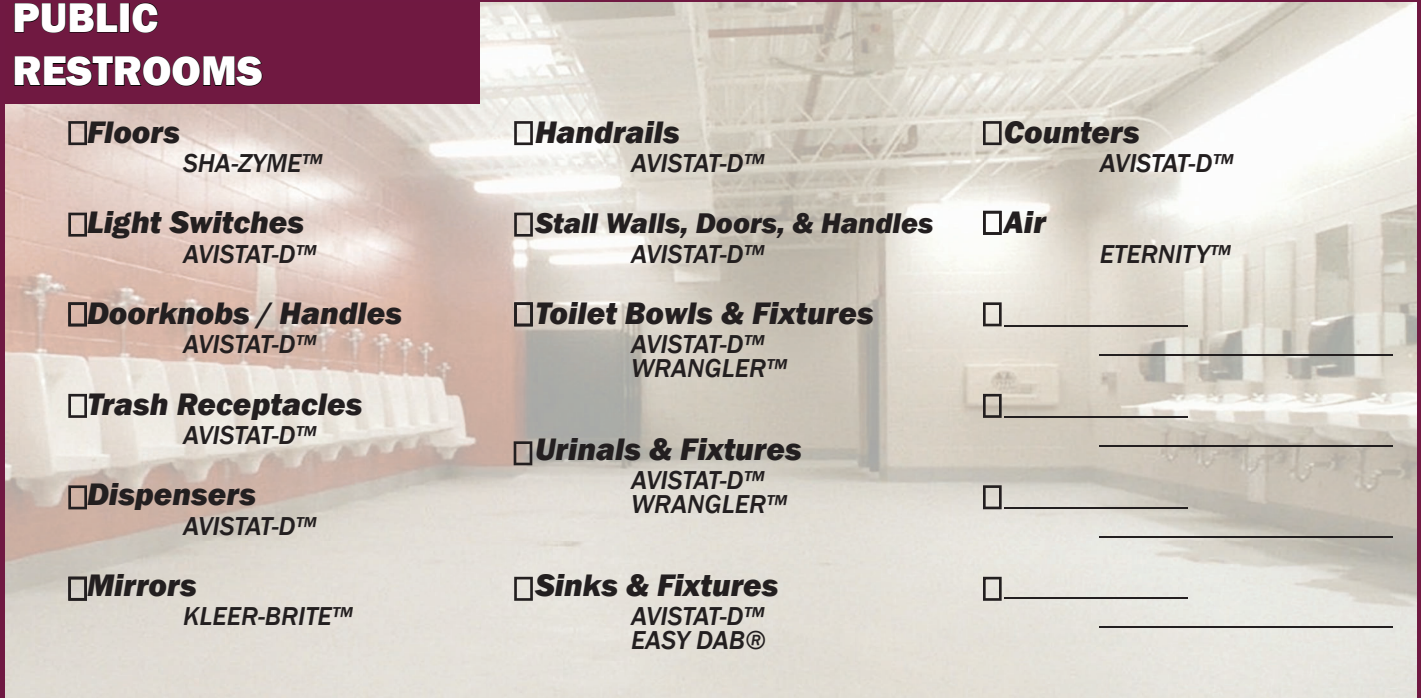 PUBLIC
RESTROOMS
Floors
SHA-ZYME™
Light Switches
AVISTAT-D™
Doorknobs / Handles
AVISTAT-D™
Trash Receptacles
AVISTAT-D™
Dispensers
AVISTAT-D™
Mirrors
KLEER-BRITE™
Handrails
AVISTAT-D™
Stall Walls, Doors, & Handles
AVISTAT-D™
Toilet Bowls & Fixtures
AVISTAT-D™
WRANGLER™
Urinals & Fixtures
AVISTAT-D™
WRANGLER™
Sinks & Fixtures
AVISTAT-D™
EASY DAB®
Counters
AVISTAT-D™
Air
ETERNITY™